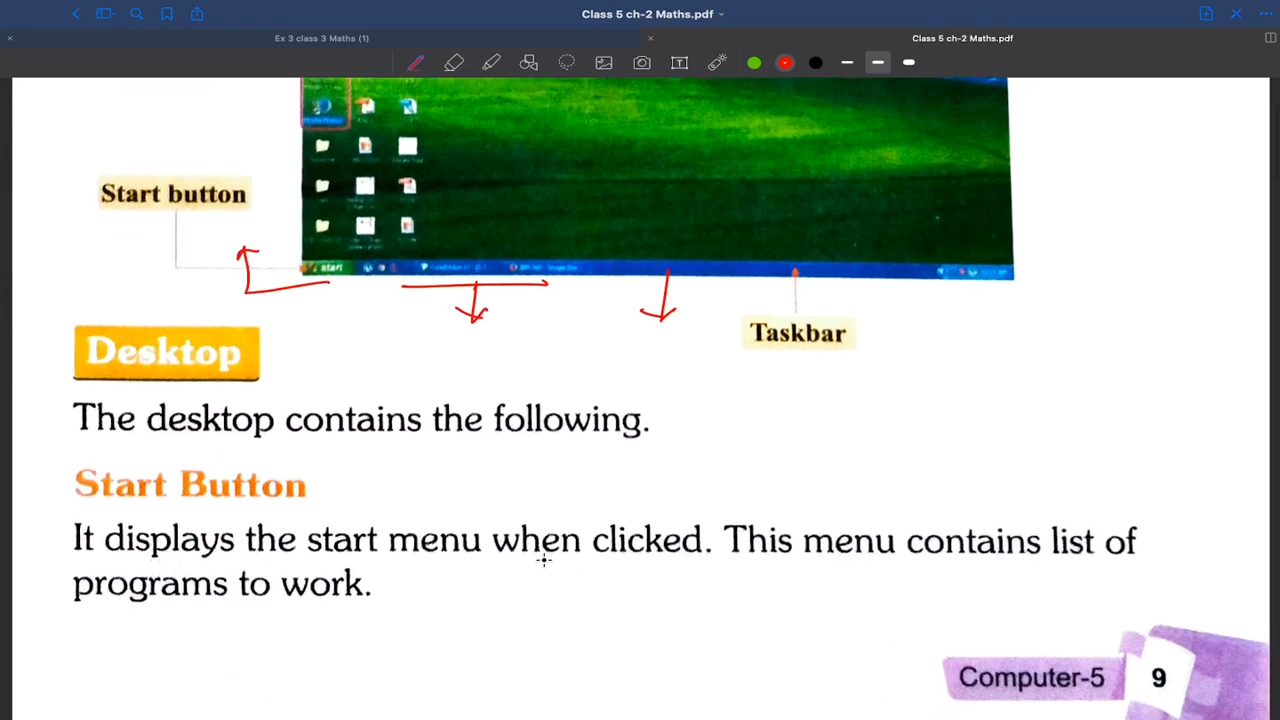 Class 5 ch-2 Maths.pdf
Ex 3 class 3 Maths (1)
Class 5 ch-2 Maths.pdf
Start button
start
Taskbar
Desktop
The desktop contains the following.
Start Button
It displays the start menu when clicked. This menu contains list of
programs to work.
Computer-5 9